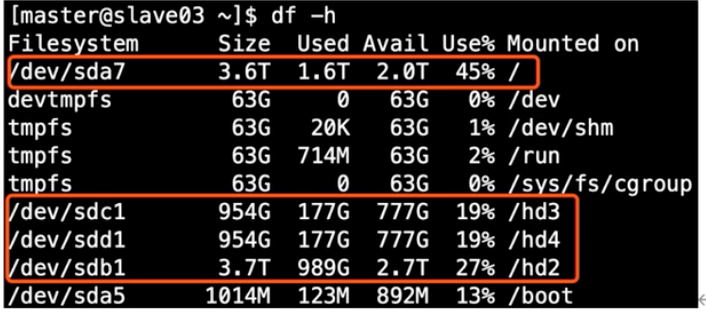 [master@slave03 ~]$ df -h
Filesystem      Size  Used Avail Use% Mounted on
/dev/sda7       3.6T  1.6T  2.0T  45% /
devtmpfs         63G     0   63G   0% /dev
tmpfs            63G   20K   63G   1% /dev/shm
tmpfs            63G  714M   63G   2% /run
tmpfs            63G     0   63G   0% /sys/fs/cgroup
/dev/sdc1       954G  177G  777G  19% /hd3
/dev/sdd1       954G  177G  777G  19% /hd4
/dev/sdb1       3.7T  989G  2.7T  27% /hd2
/dev/sda5      1014M  123M  892M  13% /boot